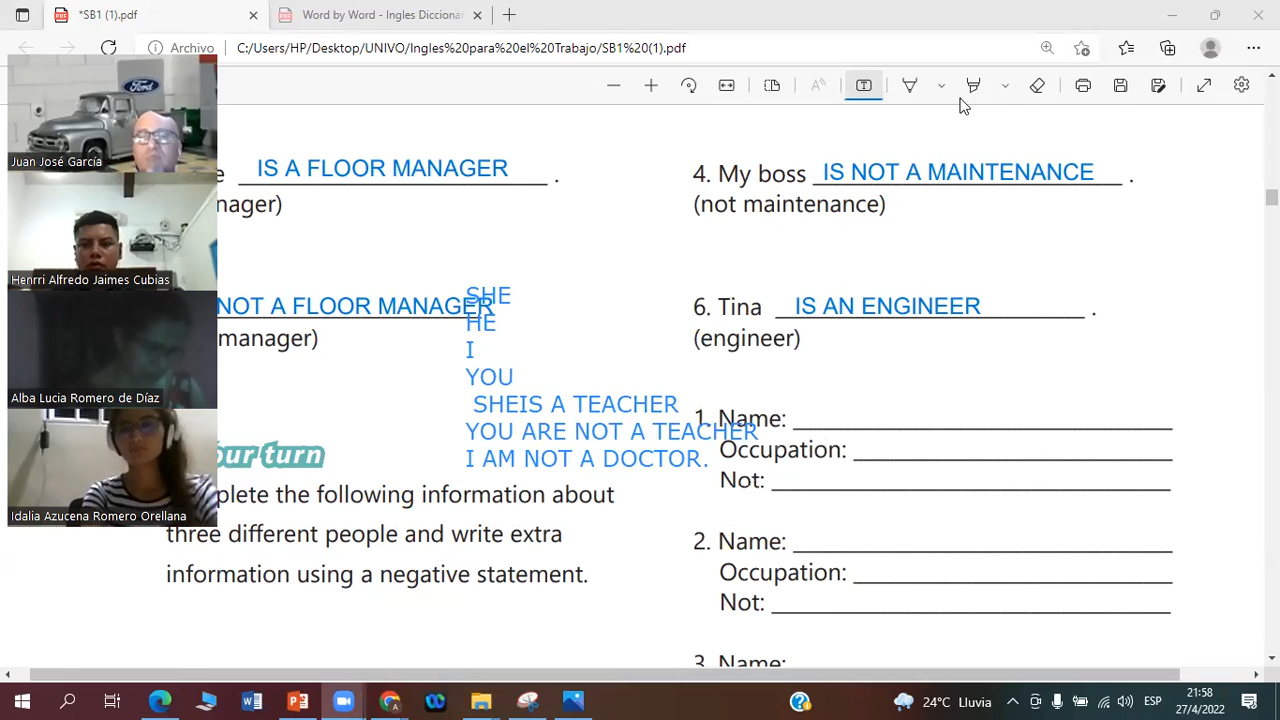 *SB1 (1).pdf
Word by Word - Ingles Dicciona
Archivo
C:/Users/HP/Desktop/UNIVO/Ingles%20para%20el%20Trabajo/SB1%20(1).pdf
Ford
Juan José García
Henrri Alfredo Jaimes Cubias
Alba Lucia Romero de Díaz
Idalia Azucena Romero Orellana
e IS A FLOOR MANAGER .
nager)
NOT A FLOOR MANAGER
manager)
SHE
HE
I
YOU
SHEIS A TEACHER
YOU ARE NOT A TEACHER
I AM NOT A DOCTOR.
our turn
plete the following information about
three different people and write extra
information using a negative statement.
4. My boss IS NOT A MAINTENANCE .
(not maintenance)
6. Tina IS AN ENGINEER .
(engineer)
1. Name:
Occupation:
Not:
2. Name:
Occupation:
Not:
3. Name:
24°C Lluvia
ESP
21:58
27/4/2022